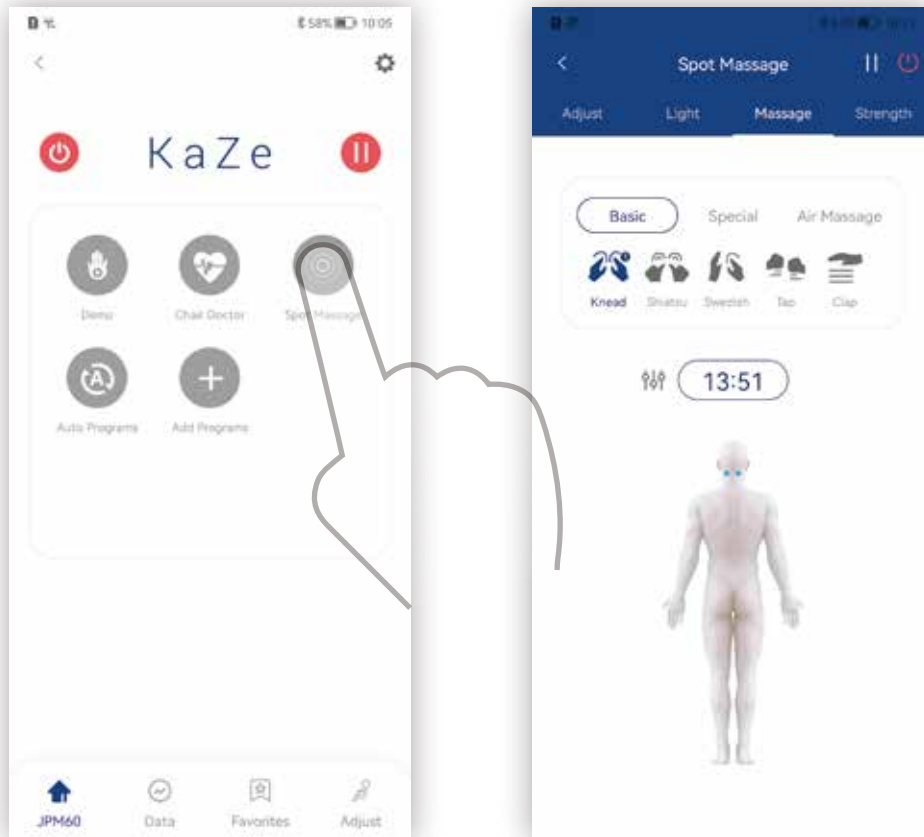 58% 10:05
KaZe
Demo Chair Doctor Spot Massage
Auto Programs Add Programs
JPM60 Data Favorites Adjust
Spot Massage
Adjust Light Massage Strength
Basic Special Air Massage
Knead Shiatsu Swedish Tap Clap
13:51